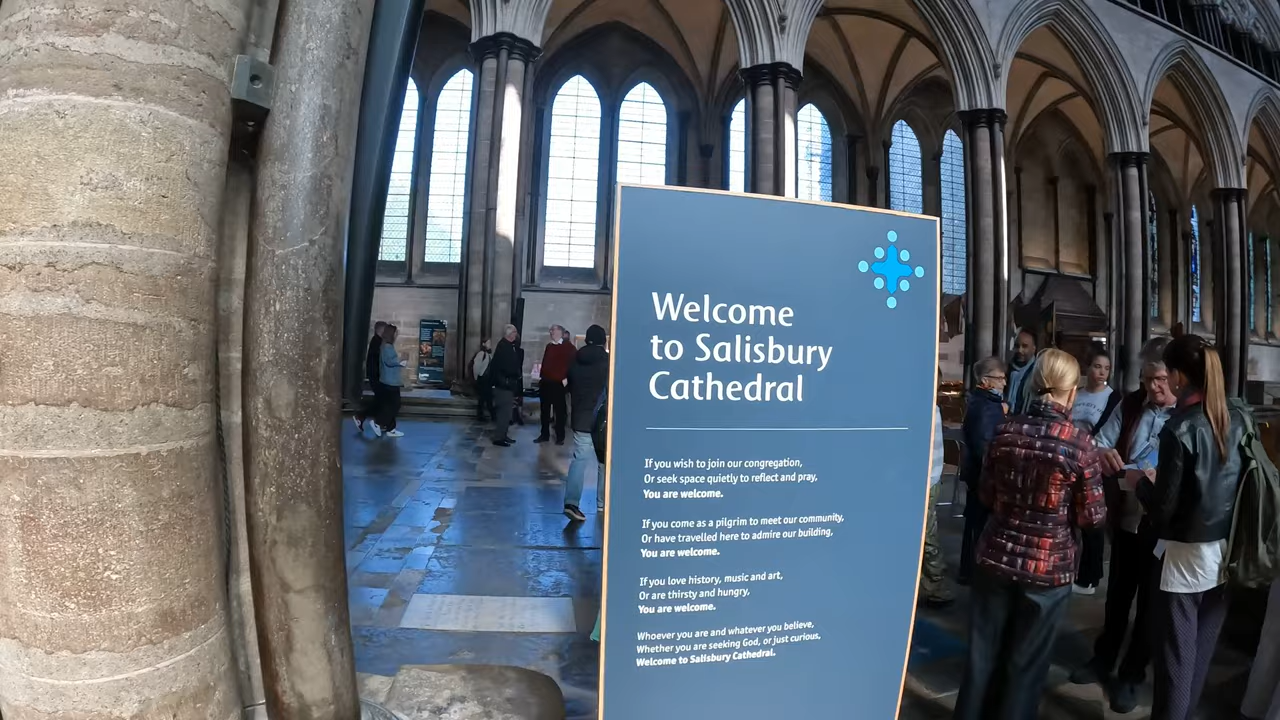 Welcome
to Salisbury
Cathedral
If you wish to join our congregation,
Or seek space quietly to reflect and pray,
You are welcome.
If you come as a pilgrim to meet our community,
Or have travelled here to admire our building,
You are welcome.
If you love history, music and art,
Or are thirsty and hungry,
You are welcome.
Whoever you are and whatever you believe,
Whether you are seeking God, or just curious,
Welcome to Salisbury Cathedral.